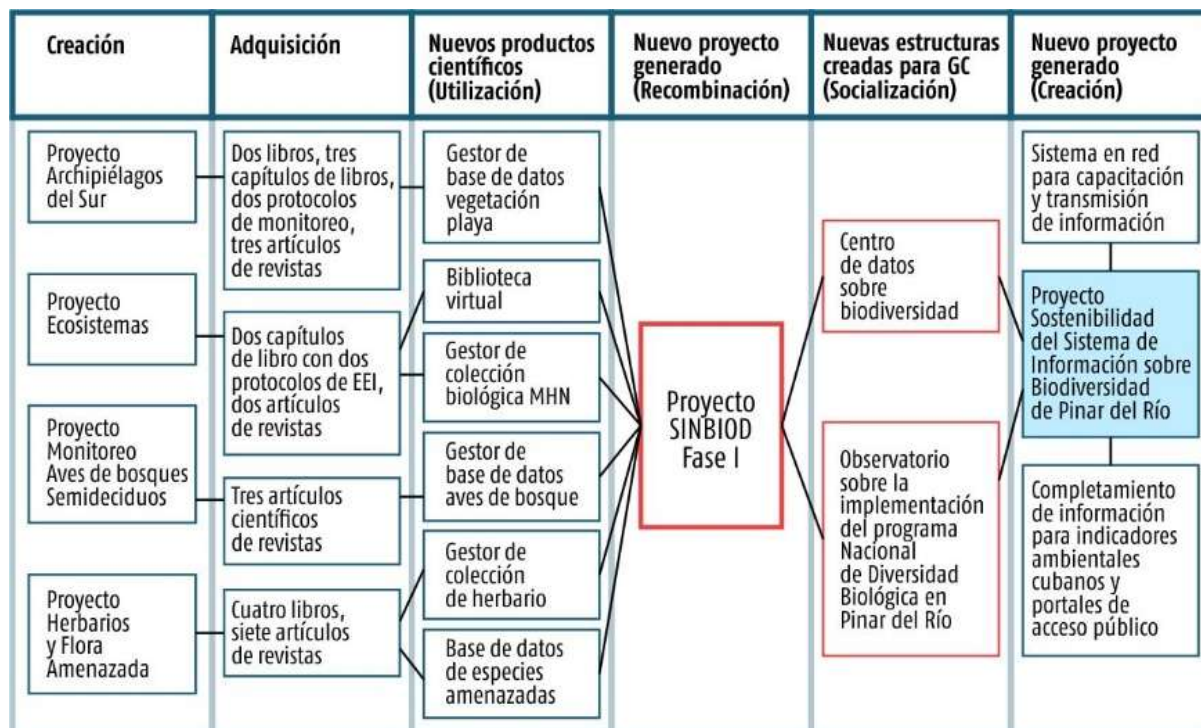 Creación
Adquisición
Nuevos productos
científicos
(Utilización)
Nuevo proyecto
generado
(Recombinación)
Nuevas estructuras
creadas para GC
(Socialización)
Nuevo proyecto
generado
(Creación)
Proyecto
Archipiélagos
del Sur
Proyecto
Ecosistemas
Proyecto
Monitoreo
Aves de bosques
Semideciduos
Proyecto
Herbarios
y Flora
Amenazada
Dos libros, tres
capítulos de libros,
dos protocolos
de monitoreo,
tres artículos
de revistas
Dos capítulos
de libro con dos
protocolos de EEI,
dos artículos
de revistas
Tres artículos
científicos
de revistas
Cuatro libros,
siete artículos
de revistas
Gestor de
base de datos
vegetación
playa
Biblioteca
virtual
Gestor de
colección
biológica MHN
Gestor de
base de datos
aves de bosque
Gestor de
colección
de herbario
Base de datos
de especies
amenazadas
Proyecto
SINBIOD
Fase I
Centro
de datos
sobre
biodiversidad
Observatorio
sobre la
implementación
del programa
Nacional
de Diversidad
Biológica en
Pinar del Río
Sistema en red
para capacitación
y transmisión
de información
Proyecto
Sostenibilidad
del Sistema de
Información sobre
Biodiversidad
de Pinar del Río
Completamiento
de información
para indicadores
ambientales
cubanos y
portales de
acceso público